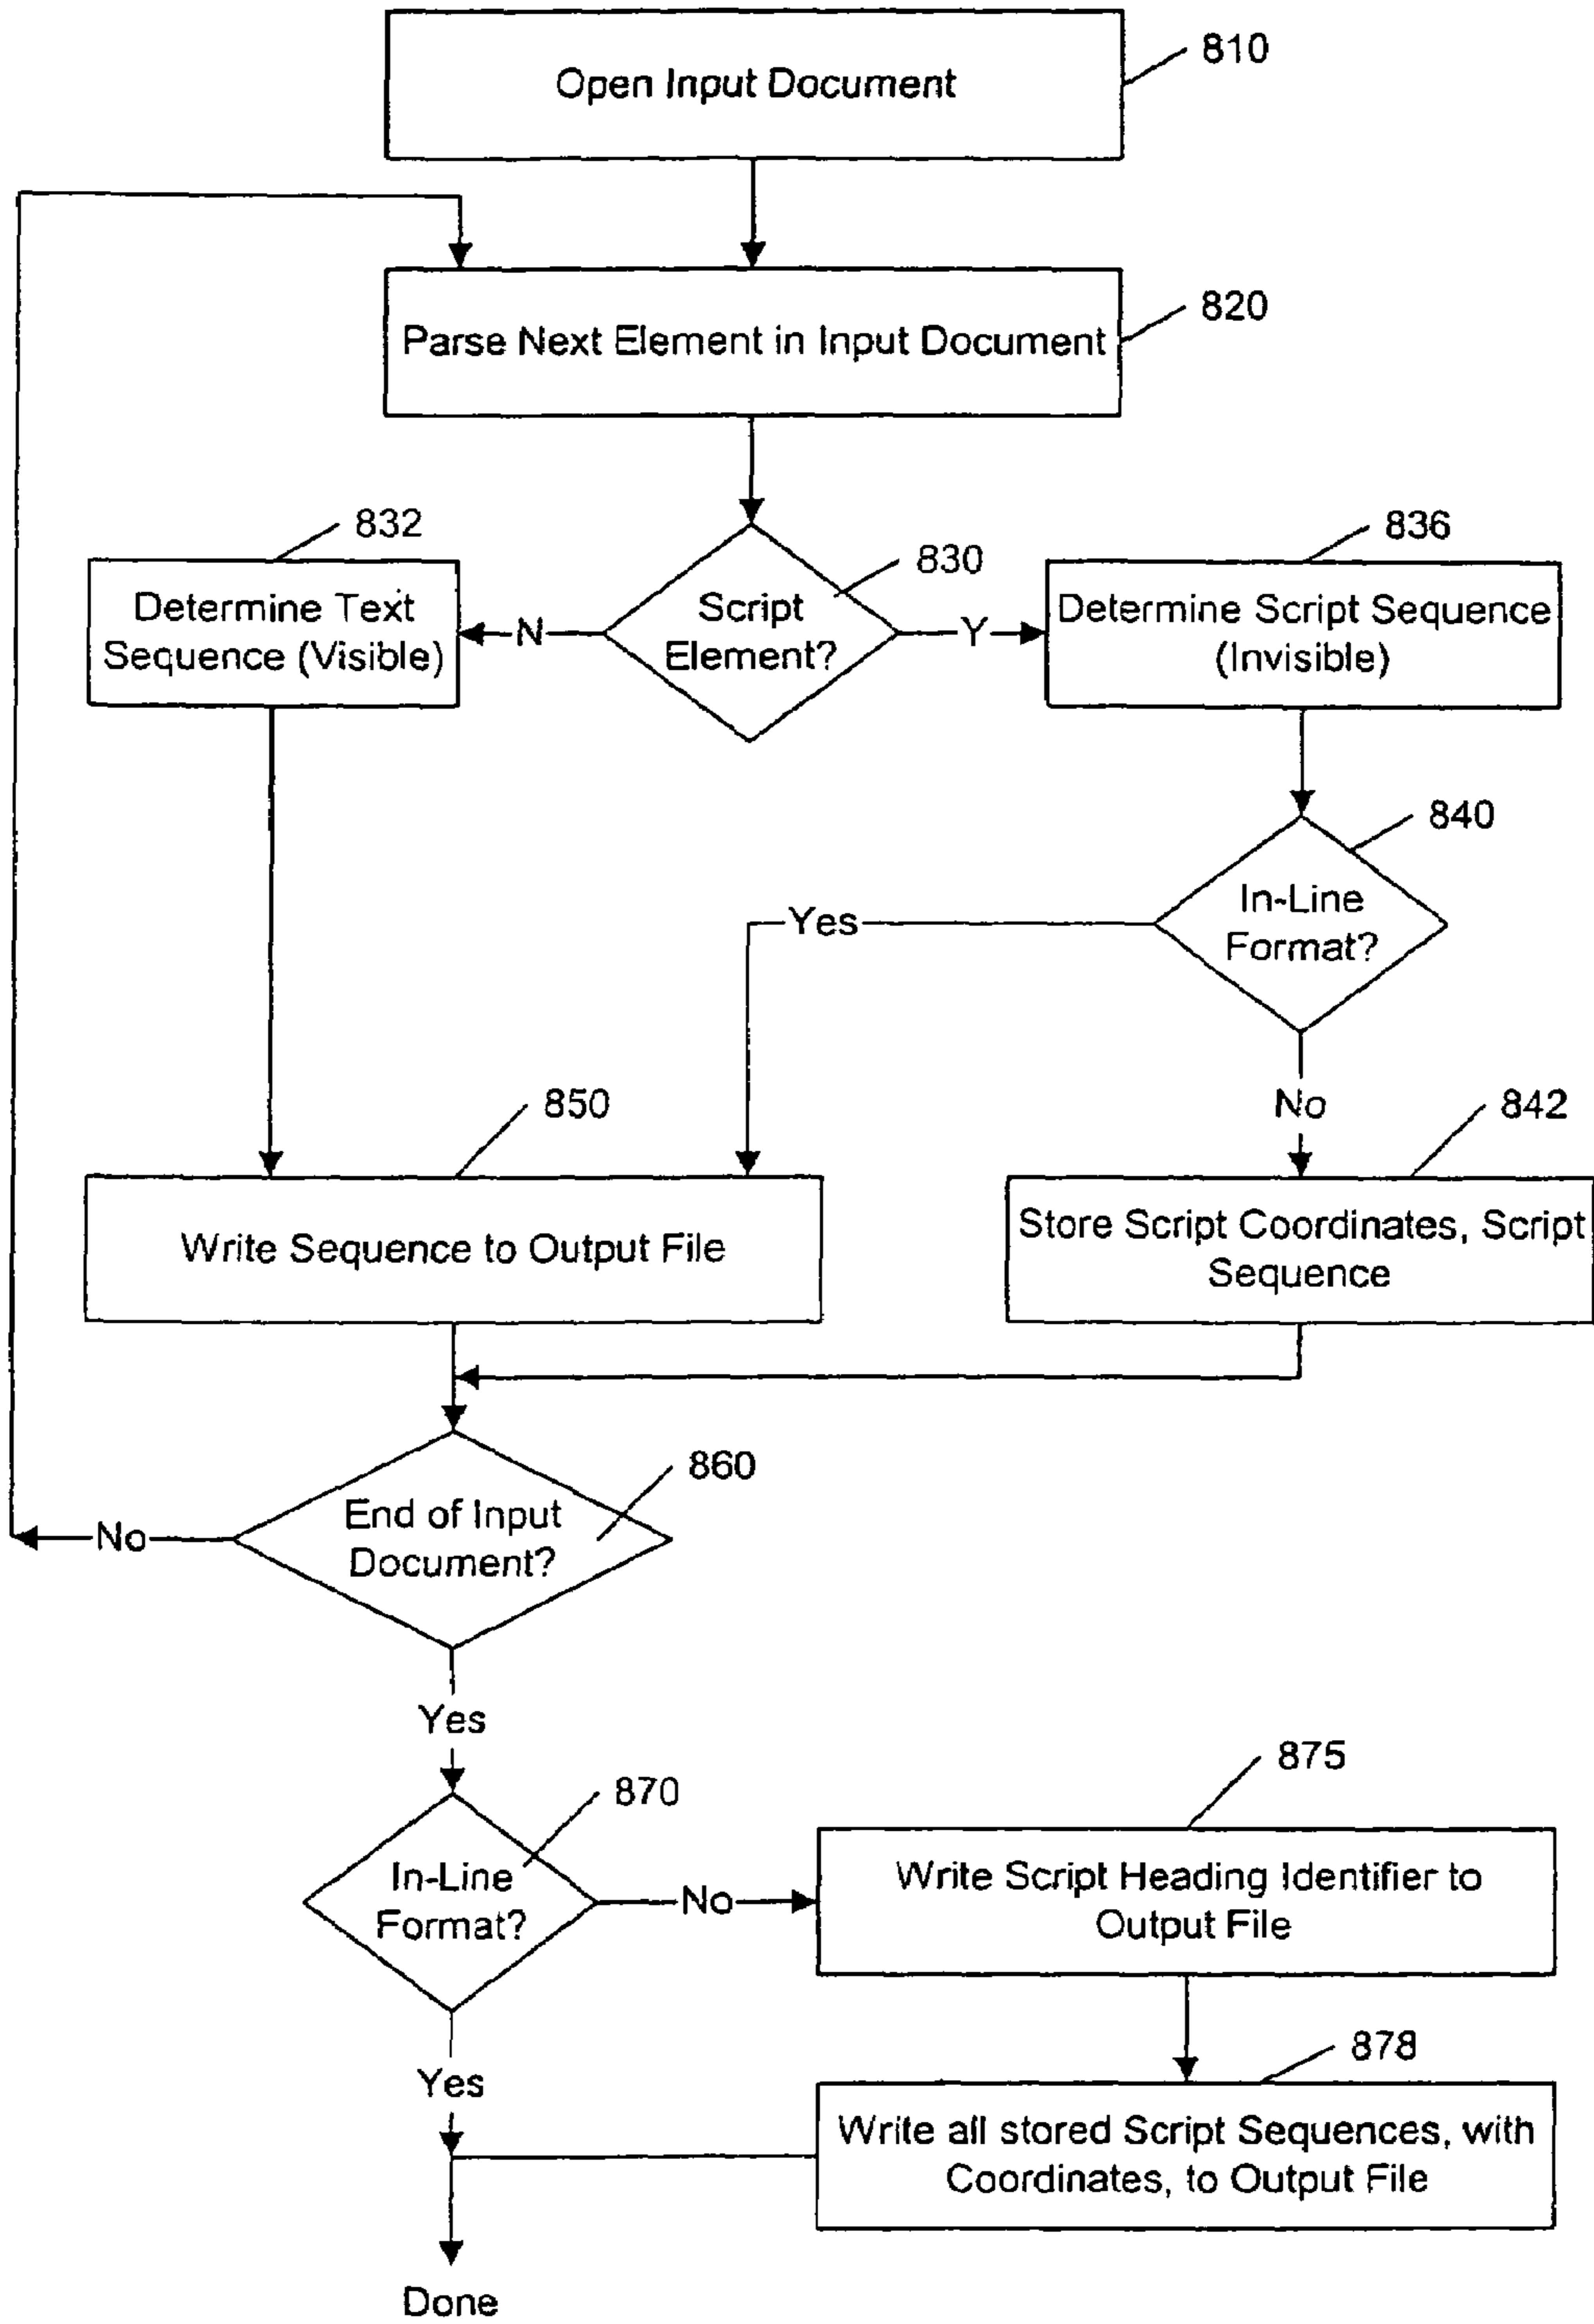 Open Input Document
810
Parse Next Element in Input Document
820
832
Determine Text
Sequence (Visible)
N
830
Script
Element?
Y
836
Determine Script Sequence
(Invisible)
840
In-Line
Format?
Yes
No
850
Write Sequence to Output File
842
Store Script Coordinates, Script
Sequence
860
End of Input
Document?
No
Yes
870
In-Line
Format?
No
875
Write Script Heading Identifier to
Output File
Yes
878
Write all stored Script Sequences, with
Coordinates, to Output File
Done